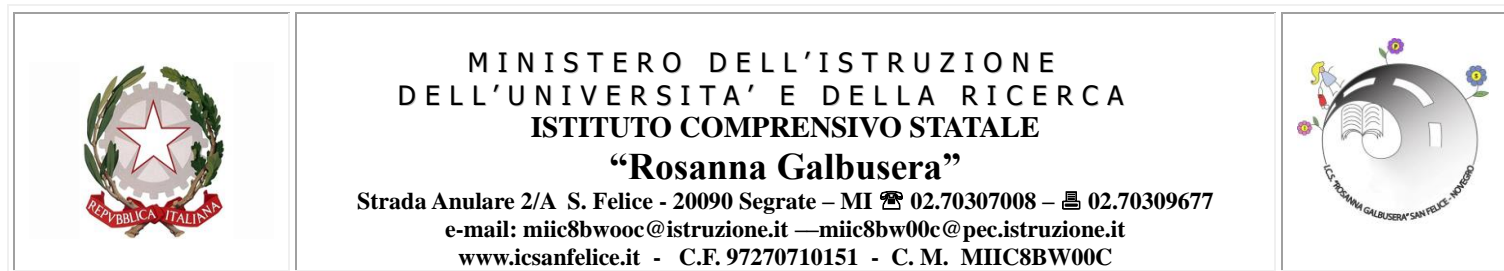 MINISTERO DELL’ISTRUZIONE
DELL’UNIVERSITA’ E DELLA RICERCA
ISTITUTO COMPRENSIVO STATALE
“Rosanna Galbusera”
Strada Anulare 2/A S. Felice - 20090 Segrate – MI ☎ 02.70307008 – 🖷 02.70309677
e-mail: miic8bwooc@istruzione.it —miic8bw00c@pec.istruzione.it
www.icsanfelice.it - C.F. 97270710151 - C. M. MIIC8BW00C
REPVBBLICA ITALIANA
I.C.S. "ROSANNA GALBUSERA" SAN FELICE - NOVEGRO
P
S